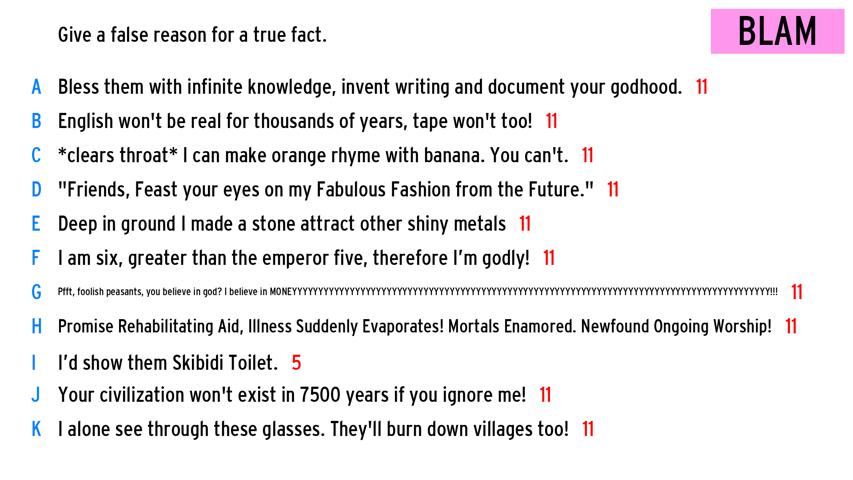 Give a false reason for a true fact.
BLAM
A Bless them with infinite knowledge, invent writing and document your godhood. 11
B English won't be real for thousands of years, tape won't too! 11
C *clears throat* I can make orange rhyme with banana. You can't. 11
D "Friends, Feast your eyes on my Fabulous Fashion from the Future." 11
E Deep in ground I made a stone attract other shiny metals 11
F I am six, greater than the emperor five, therefore I'm godly! 11
G Pfft, foolish peasants, you believe in god? I believe in MONEYYYYYYYYYYYYYYYYYYYYYYYYYYYYYYYYYYYYYYYYYYYYYYYYYYYYYYYYYYYYYYYYYYYYYYYYYYYYYYYYYYYYYYYYYYYYYYY!!! 11
H Promise Rehabilitating Aid, Illness Suddenly Evaporates! Mortals Enamored. Newfound Ongoing Worship! 11
I I'd show them Skibidi Toilet. 5
J Your civilization won't exist in 7500 years if you ignore me! 11
K I alone see through these glasses. They'll burn down villages too! 11